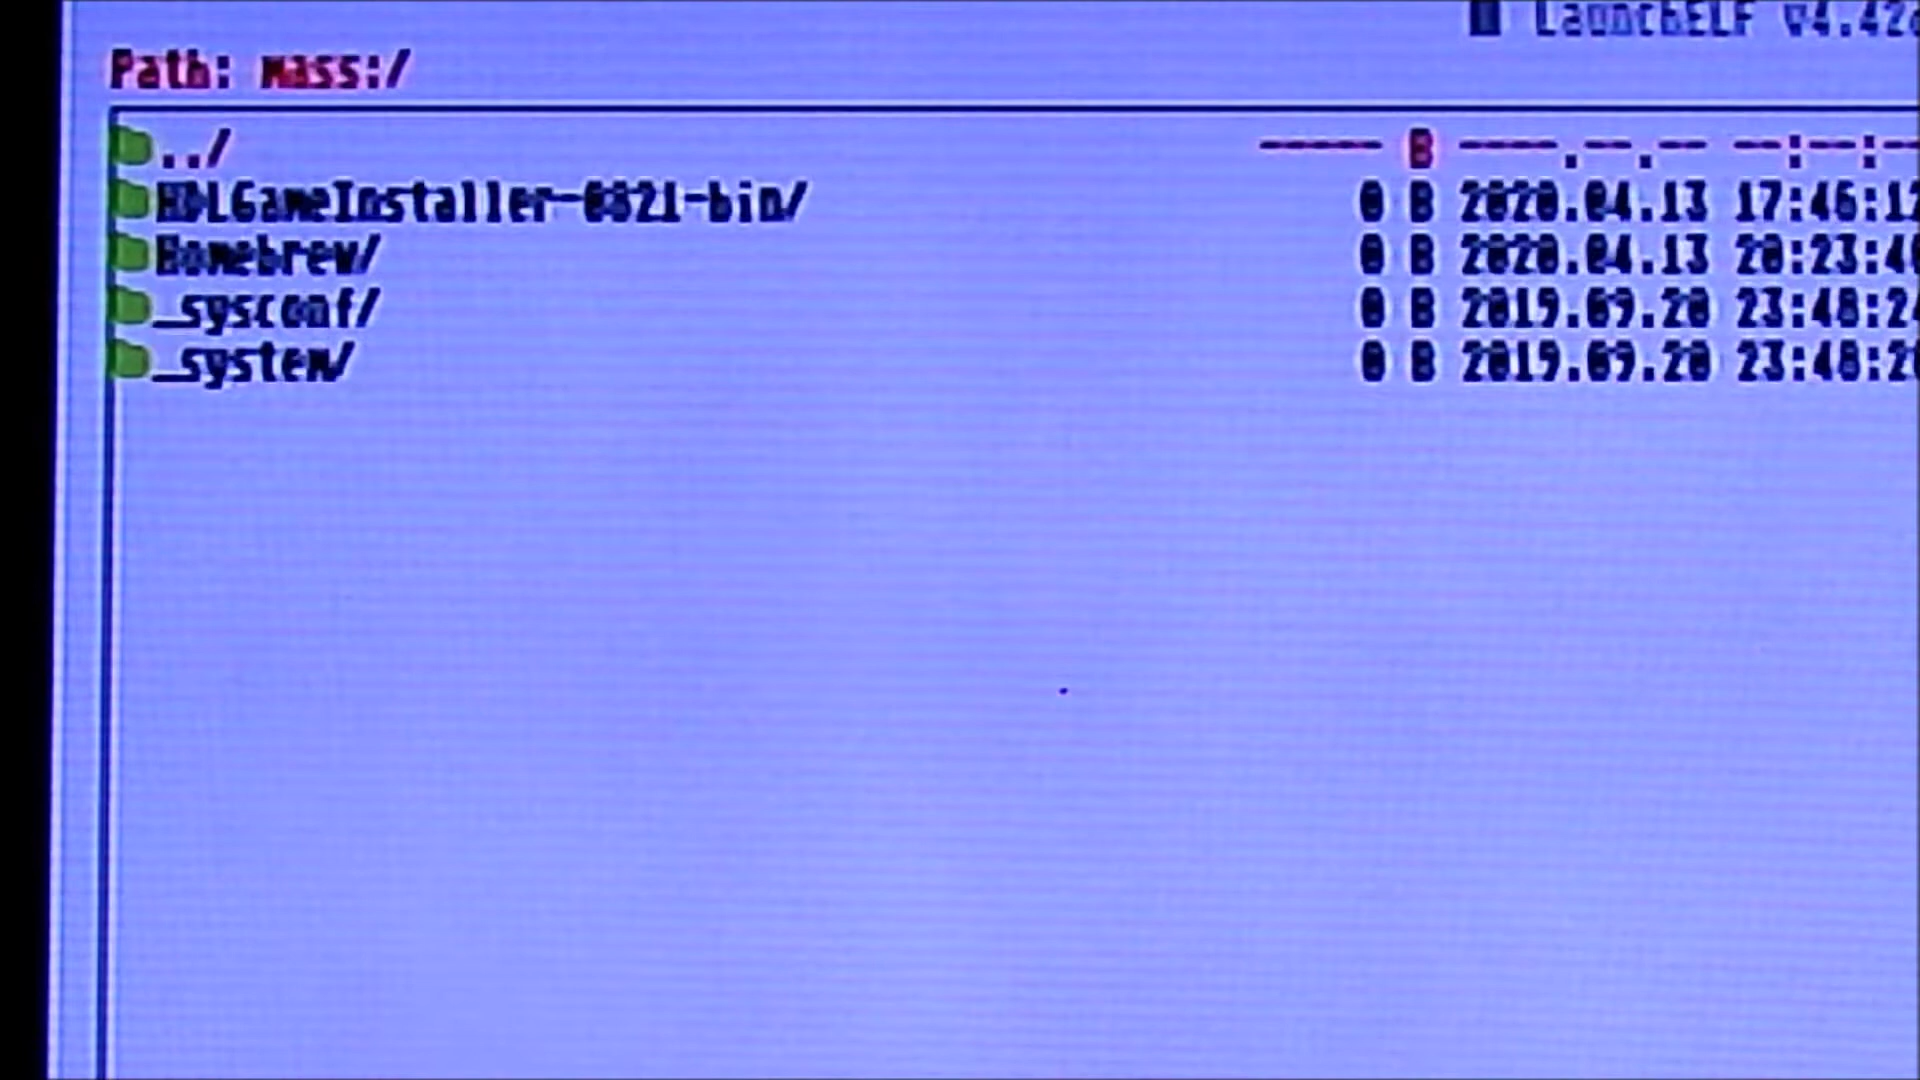 LaunchELF v4.42
Path: mass:/
../ ----- B ----.--.-- --:--:--
HDLGameInstaller-0821-bin/ 0 B 2020.04.13 17:46:12
Homebrew/ 0 B 2020.04.13 20:23:4
_sysconf/ 0 B 2019.09.20 23:48:2
_system/ 0 B 2019.09.20 23:48:2